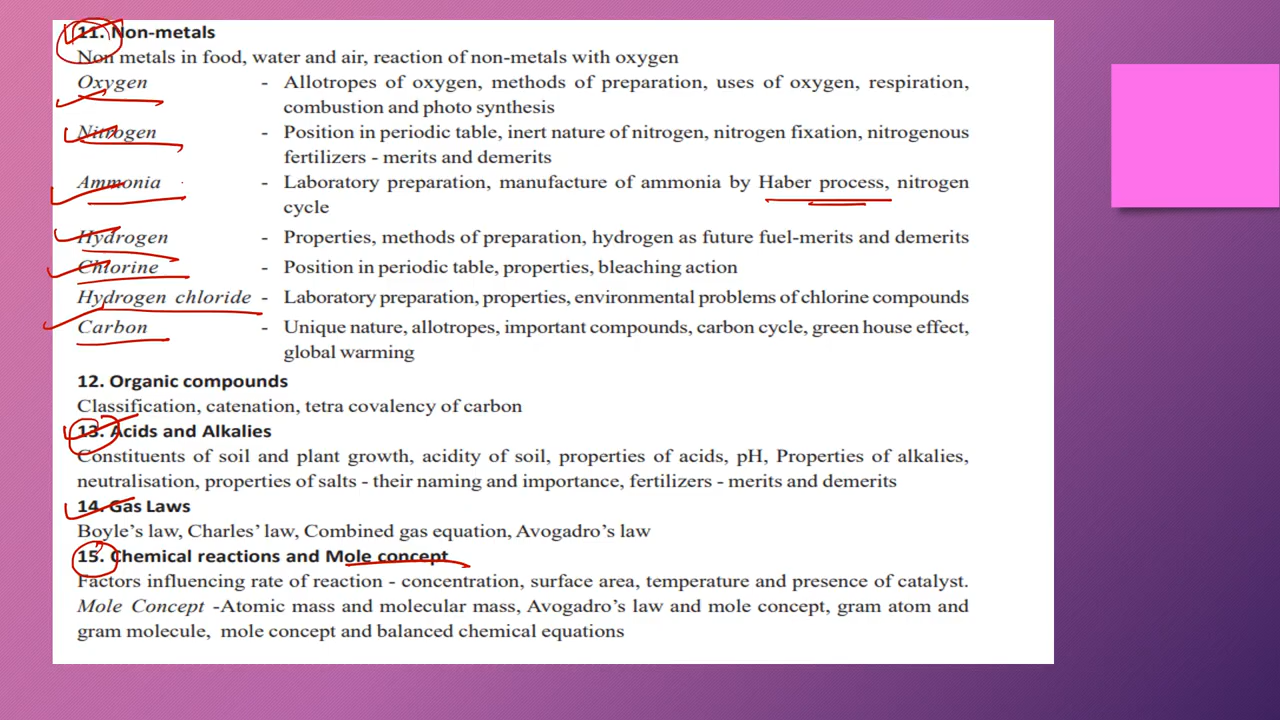 11. Non-metals
Non metals in food, water and air, reaction of non-metals with oxygen
Oxygen - Allotropes of oxygen, methods of preparation, uses of oxygen, respiration,
combustion and photo synthesis
Nitrogen - Position in periodic table, inert nature of nitrogen, nitrogen fixation, nitrogenous
fertilizers - merits and demerits
Ammonia - Laboratory preparation, manufacture of ammonia by Haber process, nitrogen
cycle
Hydrogen - Properties, methods of preparation, hydrogen as future fuel-merits and demerits
Chlorine - Position in periodic table, properties, bleaching action
Hydrogen chloride - Laboratory preparation, properties, environmental problems of chlorine compounds
Carbon - Unique nature, allotropes, important compounds, carbon cycle, green house effect,
global warming
12. Organic compounds
Classification, catenation, tetra covalency of carbon
13. Acids and Alkalies
Constituents of soil and plant growth, acidity of soil, properties of acids, pH, Properties of alkalies,
neutralisation, properties of salts - their naming and importance, fertilizers - merits and demerits
14. Gas Laws
Boyle's law, Charles' law, Combined gas equation, Avogadro's law
15. Chemical reactions and Mole concept
Factors influencing rate of reaction - concentration, surface area, temperature and presence of catalyst.
Mole Concept -Atomic mass and molecular mass, Avogadro's law and mole concept, gram atom and
gram molecule, mole concept and balanced chemical equations